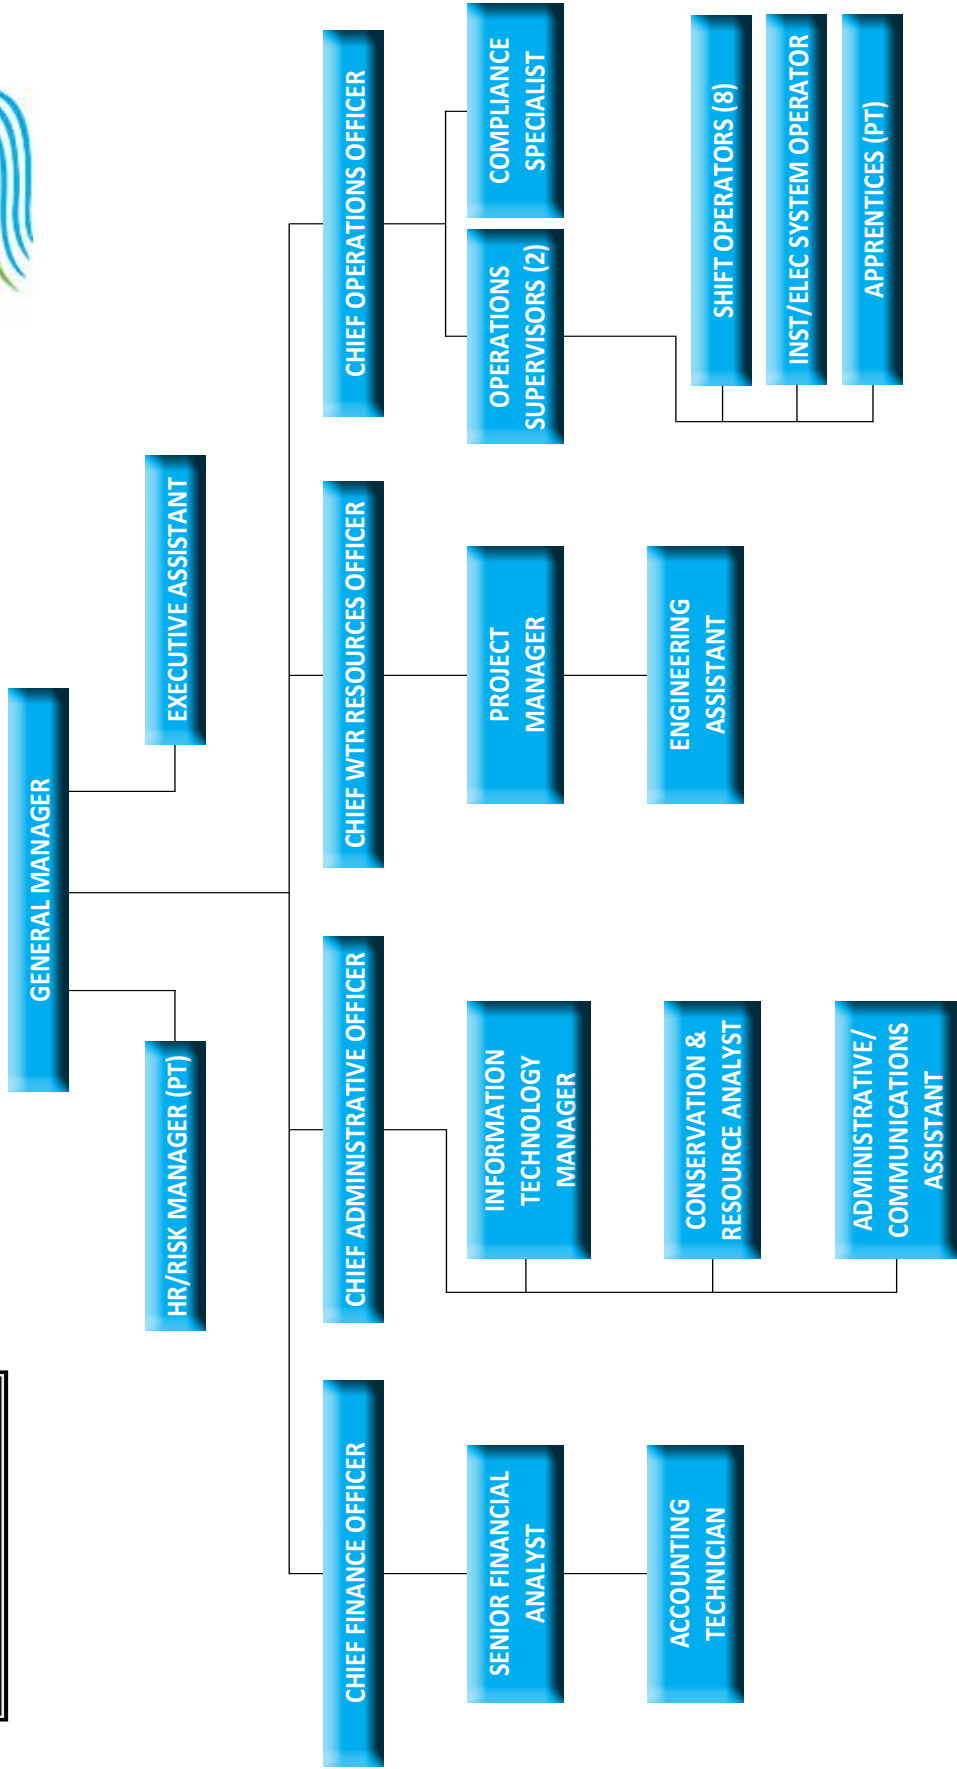 GENERAL MANAGER
HR/RISK MANAGER (PT)
EXECUTIVE ASSISTANT
CHIEF FINANCE OFFICER
CHIEF ADMINISTRATIVE OFFICER
CHIEF WTR RESOURCES OFFICER
CHIEF OPERATIONS OFFICER
SENIOR FINANCIAL
ANALYST
ACCOUNTING
TECHNICIAN
INFORMATION
TECHNOLOGY
MANAGER
CONSERVATION &
RESOURCE ANALYST
ADMINISTRATIVE/
COMMUNICATIONS
ASSISTANT
PROJECT
MANAGER
ENGINEERING
ASSISTANT
OPERATIONS
SUPERVISORS (2)
COMPLIANCE
SPECIALIST
SHIFT OPERATORS (8)
INST/ELEC SYSTEM OPERATOR
APPRENTICES (PT)